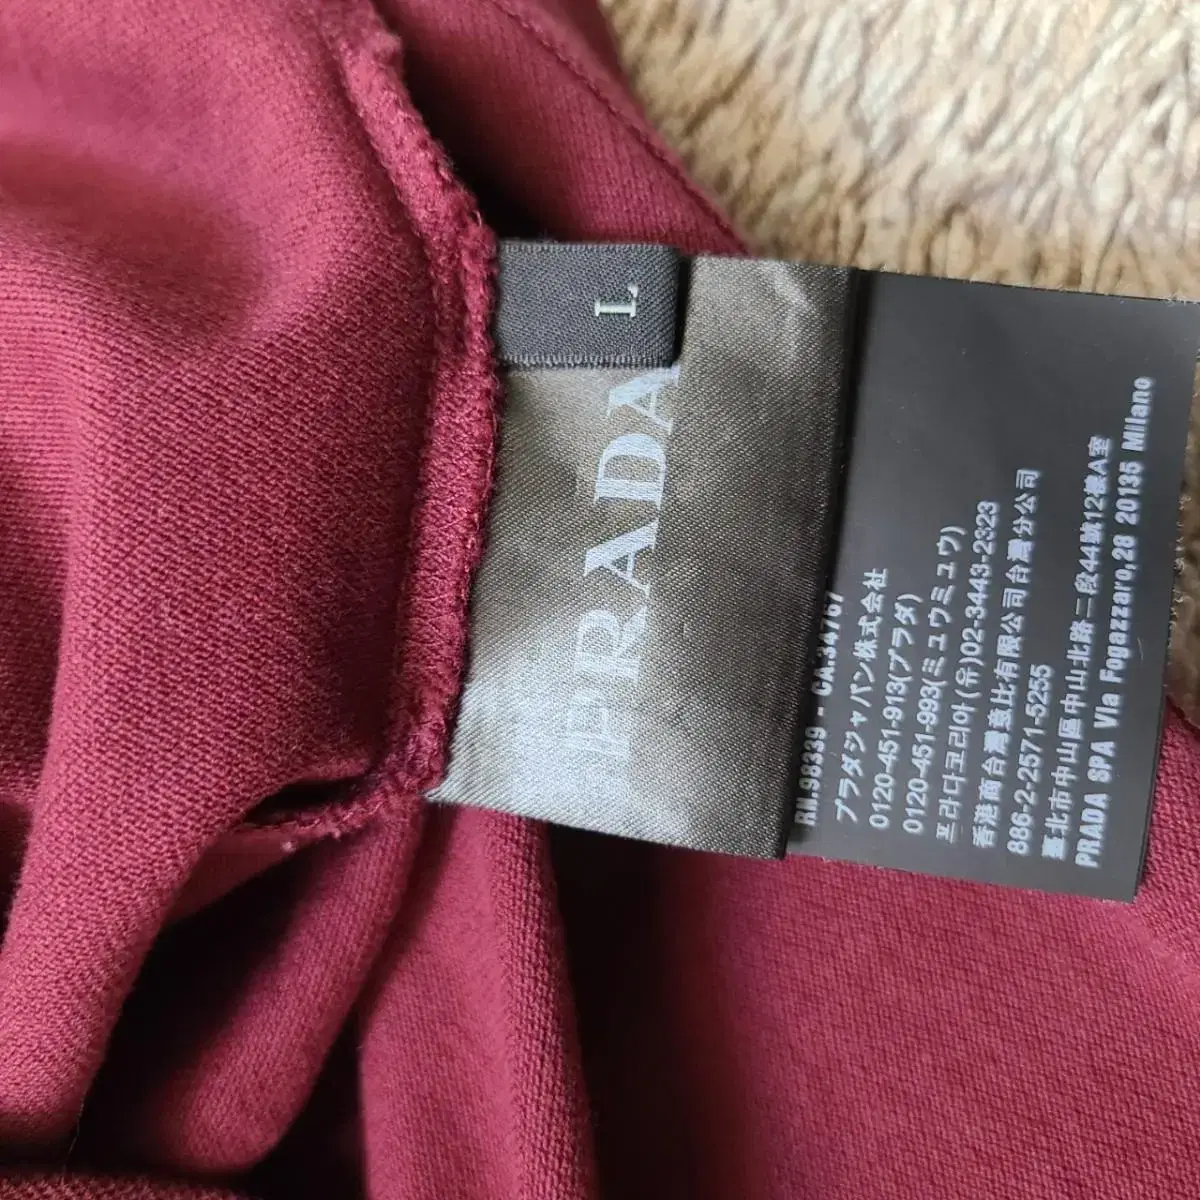 L
PRADA
RN.98339 - CA.34767
プラダジャパン株式会社
0120-451-913(プラダ)
0120-451-993(ミュウミュウ)
프라다코리아(유)02-3443-2323
香港商台灣意比有限公司台灣分公司
886-2-2571-5255
臺北市中山區中山北路二段44號12樓A室
PRADA SPA Via Fogazzaro,28 20135 Milano